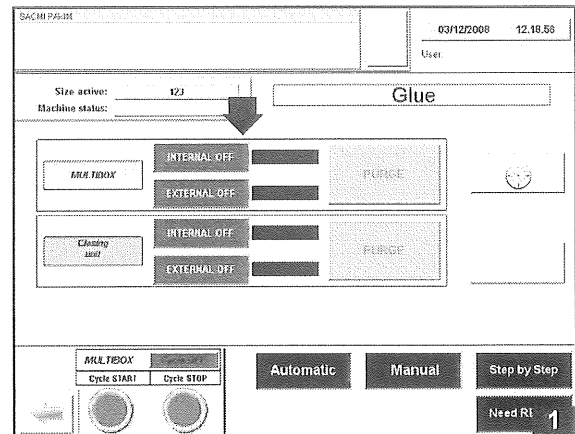 SACMI PAKIM
03/12/2008 12.18.56
User:
Size active: 123
Machine status:
Glue
MULTIBOX
INTERNAL OFF
EXTERNAL OFF
PURGE
Closing unit
INTERNAL OFF
EXTERNAL OFF
PURGE
MULTIBOX
Cycle START
Cycle STOP
Automatic
Manual
Step by Step
Need RE
1